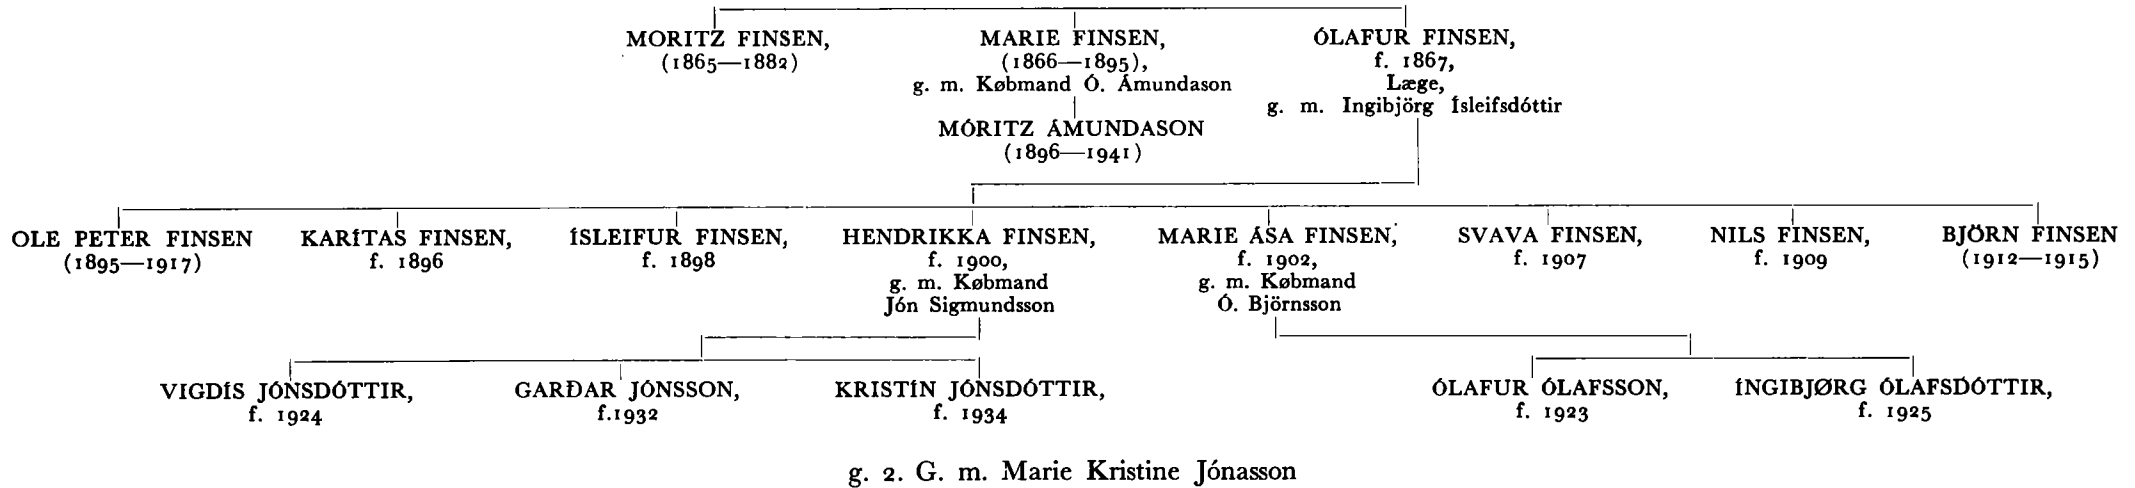 MORITZ FINSEN,
(1865—1882)
MARIE FINSEN,
(1866—1895),
g. m. Købmand Ó. Ámundason
MÓRITZ ÁMUNDASON
(1896—1941)
ÓLAFUR FINSEN,
f. 1867,
Læge,
g. m. Ingibjörg Ísleifsdóttir
OLE PETER FINSEN
(1895—1917)
KARÍTAS FINSEN,
f. 1896
ÍSLEIFUR FINSEN,
f. 1898
HENDRIKKA FINSEN,
f. 1900,
g. m. Købmand
Jón Sigmundsson
MARIE ÁSA FINSEN,
f. 1902,
g. m. Købmand
Ó. Björnsson
SVAVA FINSEN,
f. 1907
NILS FINSEN,
f. 1909
BJÖRN FINSEN
(1912—1915)
VIGDÍS JÓNSDÓTTIR,
f. 1924
GARÐAR JÓNSSON,
f.1932
KRISTÍN JÓNSDÓTTIR,
f. 1934
ÓLAFUR ÓLAFSSON,
f. 1923
ÍNGIBJØRG ÓLAFSDÓTTIR,
f. 1925
g. 2. G. m. Marie Kristine Jónasson